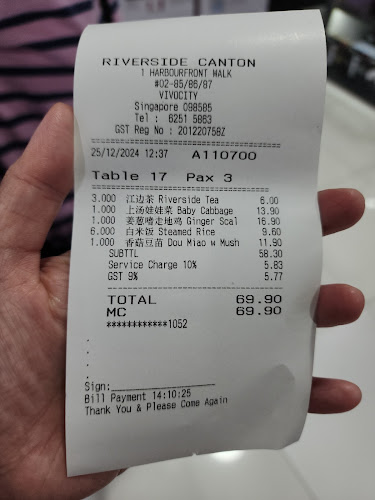 RIVERSIDE CANTON
1 HARBOURFRONT WALK
#02-85/86/87
VIVOCITY
Singapore 098585
Tel : 6251 5863
GST Reg No : 201220758Z
25/12/2024 12:37 A110700
Table 17 Pax 3
3.000 江边茶 Riverside Tea 6.00
1.000 上汤娃娃菜 Baby Cabbage 13.90
1.000 姜葱嗜走地鸡 Ginger Scal 16.90
6.000 白米饭 Steamed Rice 9.60
1.000 香菇豆苗 Dou Miao w Mush 11.90
SUBTTL 58.30
Service Charge 10% 5.83
GST 9% 5.77
TOTAL 69.90
MC 69.90
************1052
.
.
.
.
Sign:____________________
Bill Payment 14:10:25
Thank You & Please Come Again